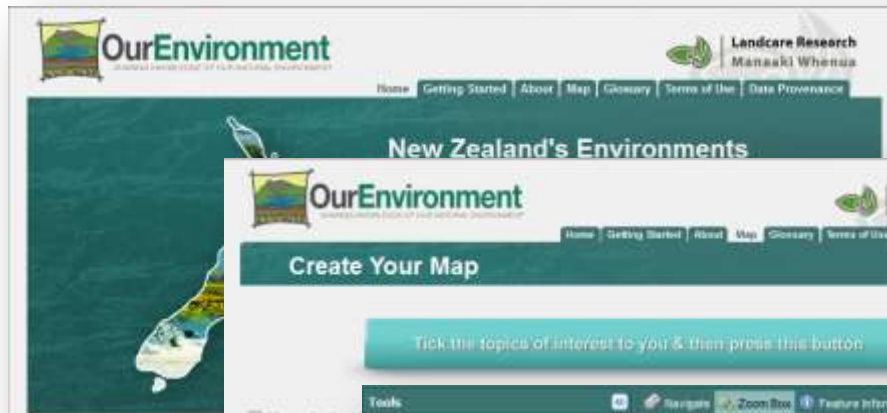 OurEnvironment
Landcare Research
Manaaki Whenua
Home Getting Started About Map Glossary Terms of Use Data Provenance
New Zealand's Environments
OurEnvironment
Home Getting Started About Map Glossary Terms of Use
Create Your Map
Tick the topics of interest to you & then press this button
Tools Navigate Zoom Box Feature Infor